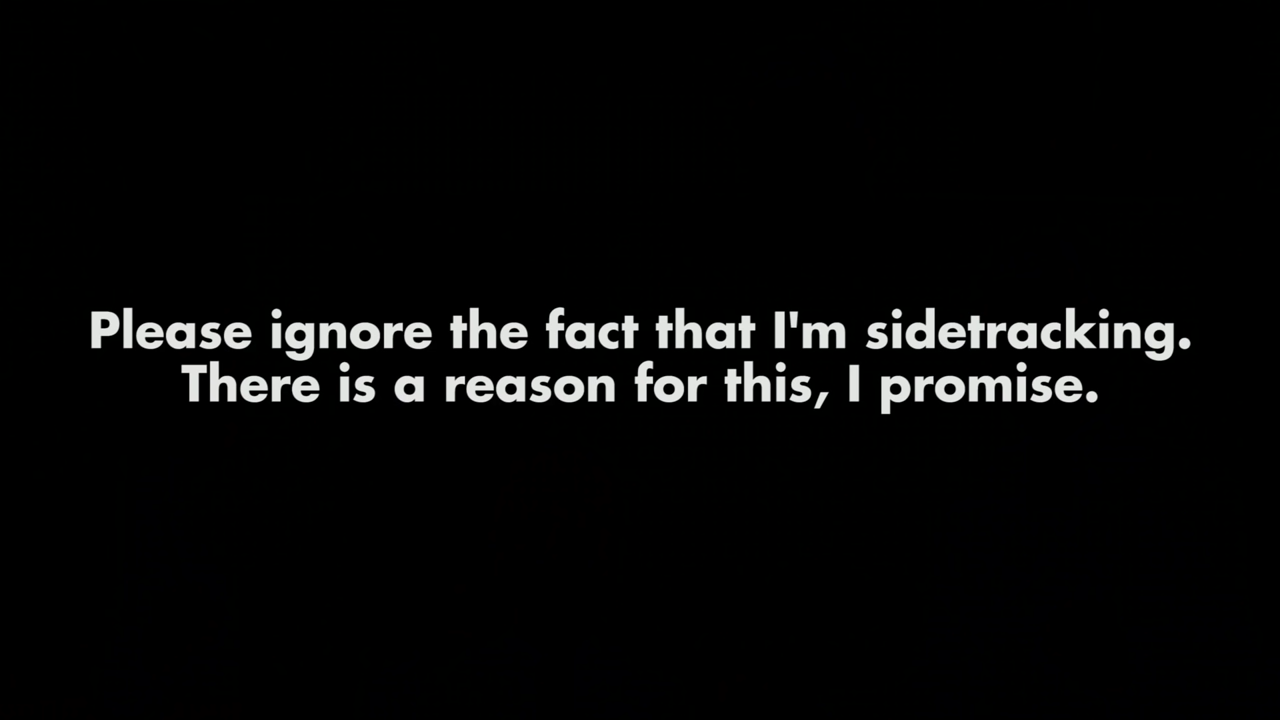 Please ignore the fact that I'm sidetracking.
There is a reason for this, I promise.